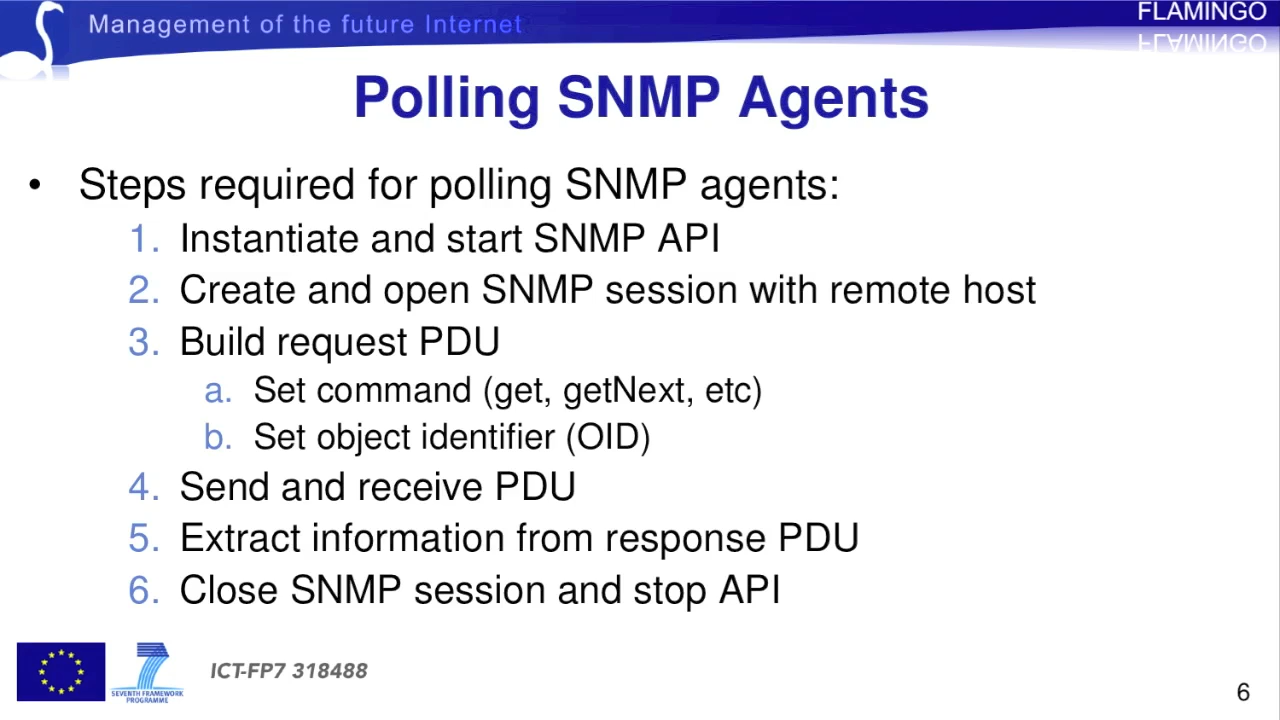 Management of the future Internet
FLAMINGO
Polling SNMP Agents
• Steps required for polling SNMP agents:
1. Instantiate and start SNMP API
2. Create and open SNMP session with remote host
3. Build request PDU
a. Set command (get, getNext, etc)
b. Set object identifier (OID)
4. Send and receive PDU
5. Extract information from response PDU
6. Close SNMP session and stop API
SEVENTH FRAMEWORK
PROGRAMME
ICT-FP7 318488
6